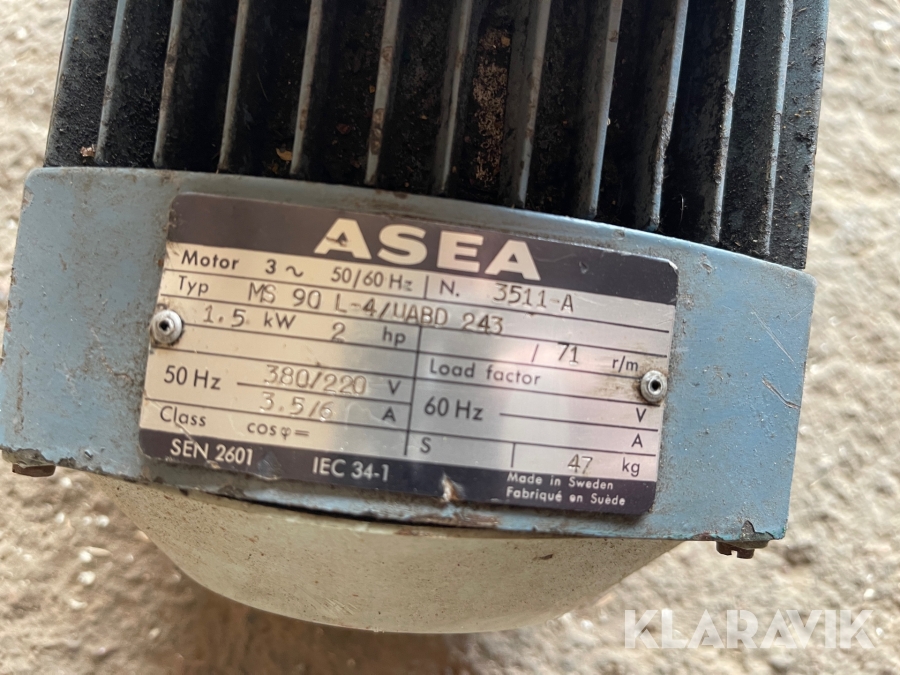 ASEA
Motor 3~ 50/60 Hz N. 3511-A
Typ MS 90 L-4/UABD 243
1.5 kW 2 hp / 71 r/m
50 Hz 380/220 V Load factor
3.5/6 A 60 Hz V
Class cosφ= S A
47 kg
SEN 2601 IEC 34-1 Made in Sweden
Fabriqué en Suède
KLARAVIK